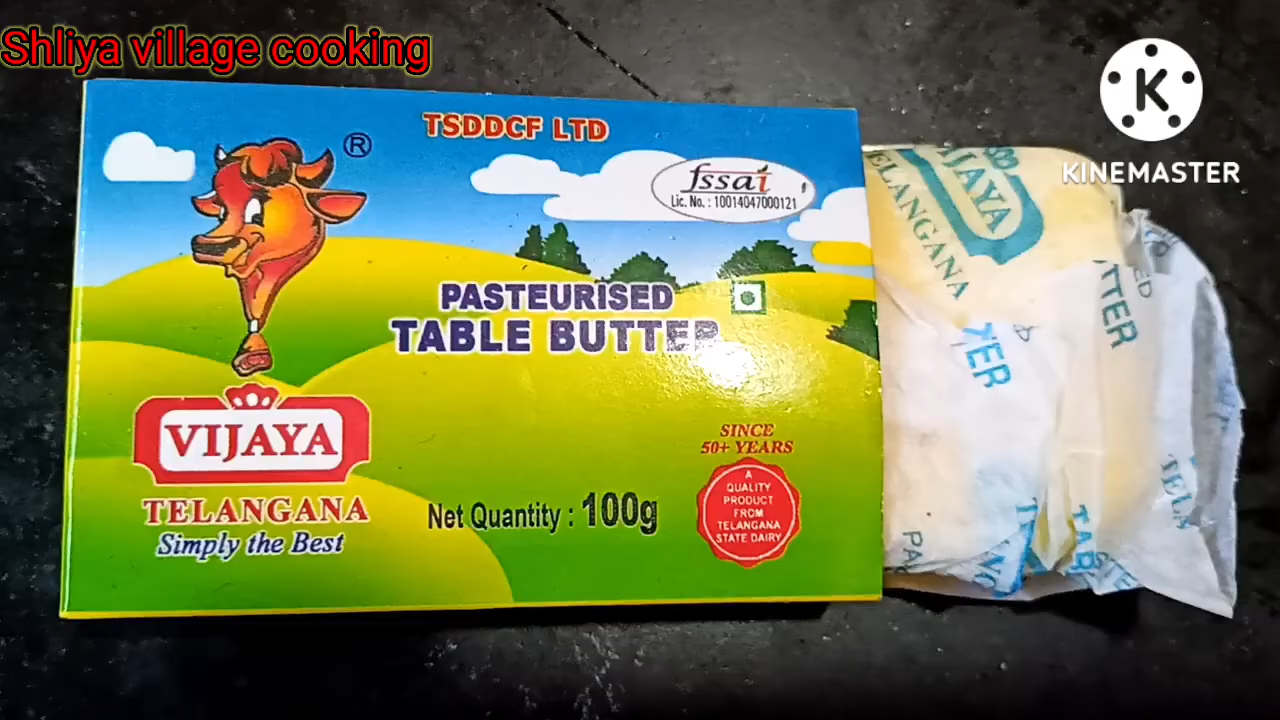 Shliya village cooking
K
KINEMASTER
TSDDCF LTD
®
fssai
Lic. No. : 10014047000121
PASTEURISED
TABLE BUTTER
VIJAYA
TELANGANA
Simply the Best
Net Quantity : 100g
SINCE
50+ YEARS
A
QUALITY
PRODUCT
FROM
TELANGANA
STATE DAIRY
VIJAYA
TELANGANA